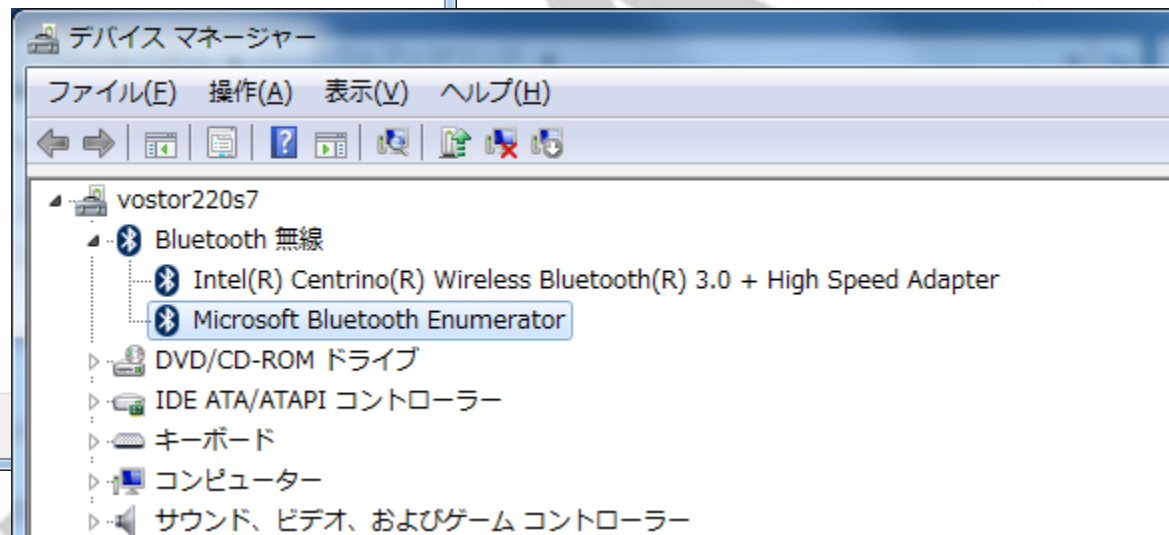 デバイス マネージャー
ファイル(F) 操作(A) 表示(V) ヘルプ(H)
vostor220s7
Bluetooth 無線
Intel(R) Centrino(R) Wireless Bluetooth(R) 3.0 + High Speed Adapter
Microsoft Bluetooth Enumerator
DVD/CD-ROM ドライブ
IDE ATA/ATAPI コントローラー
キーボード
コンピューター
サウンド、ビデオ、およびゲーム コントローラー